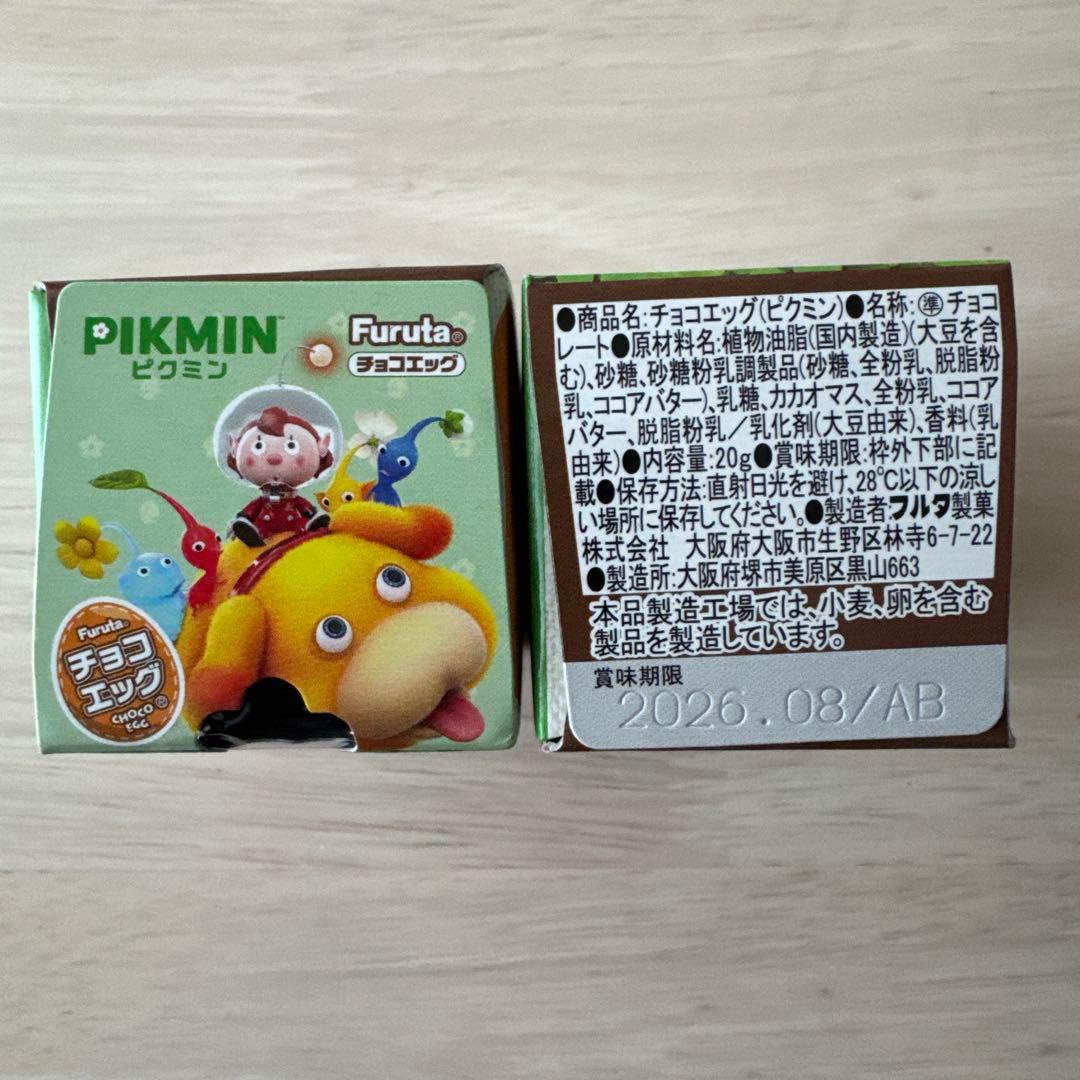 PIKMIN
ピクミン
Furuta®
チョコエッグ
Furuta®
チョコ
エッグ®
CHOCO
EGG
●商品名:チョコエッグ(ピクミン)●名称:準チョコ
レート●原材料名:植物油脂(国内製造)(大豆を含
む)、砂糖、砂糖粉乳調製品(砂糖、全粉乳、脱脂粉
乳、ココアバター)、乳糖、カカオマス、全粉乳、ココア
バター、脱脂粉乳／乳化剤(大豆由来)、香料(乳
由来)●内容量:20g●賞味期限:枠外下部に記
載●保存方法:直射日光を避け、28℃以下の涼し
い場所に保存してください。●製造者:フルタ製菓
株式会社　大阪府大阪市生野区林寺6-7-22
●製造所:大阪府堺市美原区黒山663
本品製造工場では、小麦、卵を含む
製品を製造しています。
賞味期限
2026.08/AB